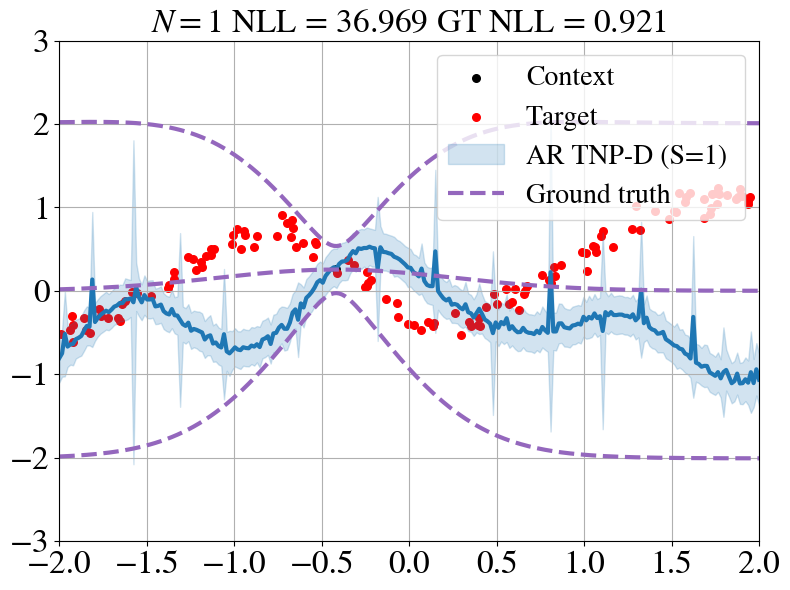 N = 1 NLL = 36.969 GT NLL = 0.921
3
2
1
0
−1
−2
−3
Context
Target
AR TNP-D (S=1)
Ground truth
−2.0 −1.5 −1.0 −0.5 0.0 0.5 1.0 1.5 2.0